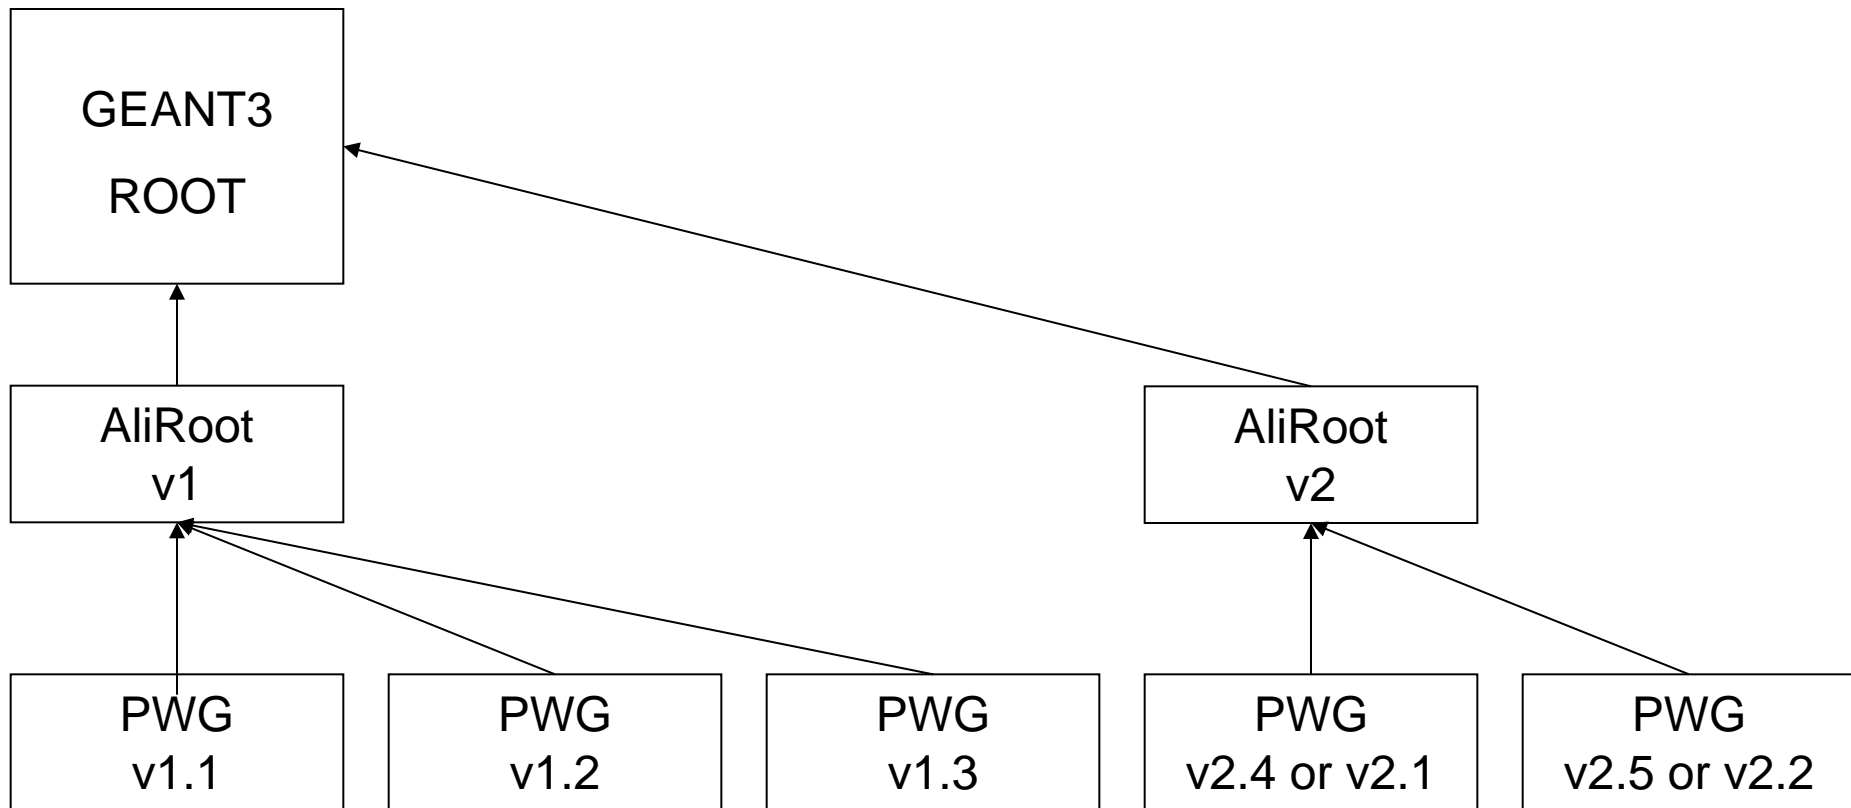 GEANT3
ROOT
AliRoot
v1
AliRoot
v2
PWG
v1.1
PWG
v1.2
PWG
v1.3
PWG
v2.4 or v2.1
PWG
v2.5 or v2.2